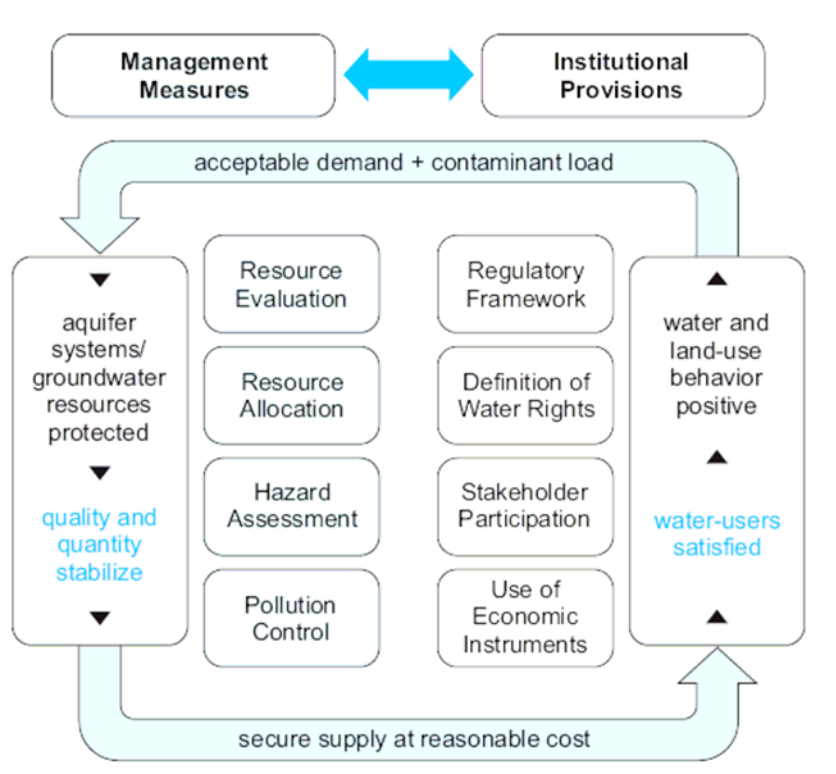 Management
Measures
Institutional
Provisions
acceptable demand + contaminant load
aquifer
systems/
groundwater
resources
protected
quality and
quantity
stabilize
Resource
Evaluation
Resource
Allocation
Hazard
Assessment
Pollution
Control
Regulatory
Framework
Definition of
Water Rights
Stakeholder
Participation
Use of
Economic
Instruments
water and
land-use
behavior
positive
water-users
satisfied
secure supply at reasonable cost